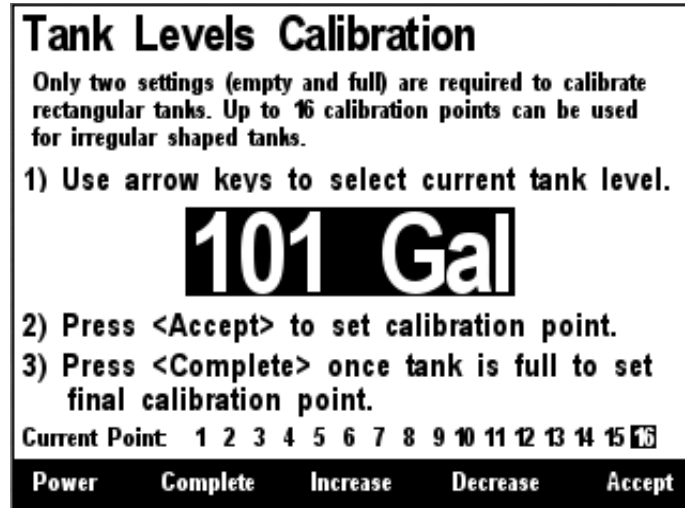 Tank Levels Calibration
Only two settings (empty and full) are required to calibrate
rectangular tanks. Up to 16 calibration points can be used
for irregular shaped tanks.
1) Use arrow keys to select current tank level.
101 Gal
2) Press <Accept> to set calibration point.
3) Press <Complete> once tank is full to set
final calibration point.
Current Point: 1 2 3 4 5 6 7 8 9 10 11 12 13 14 15 16
Power Complete Increase Decrease Accept